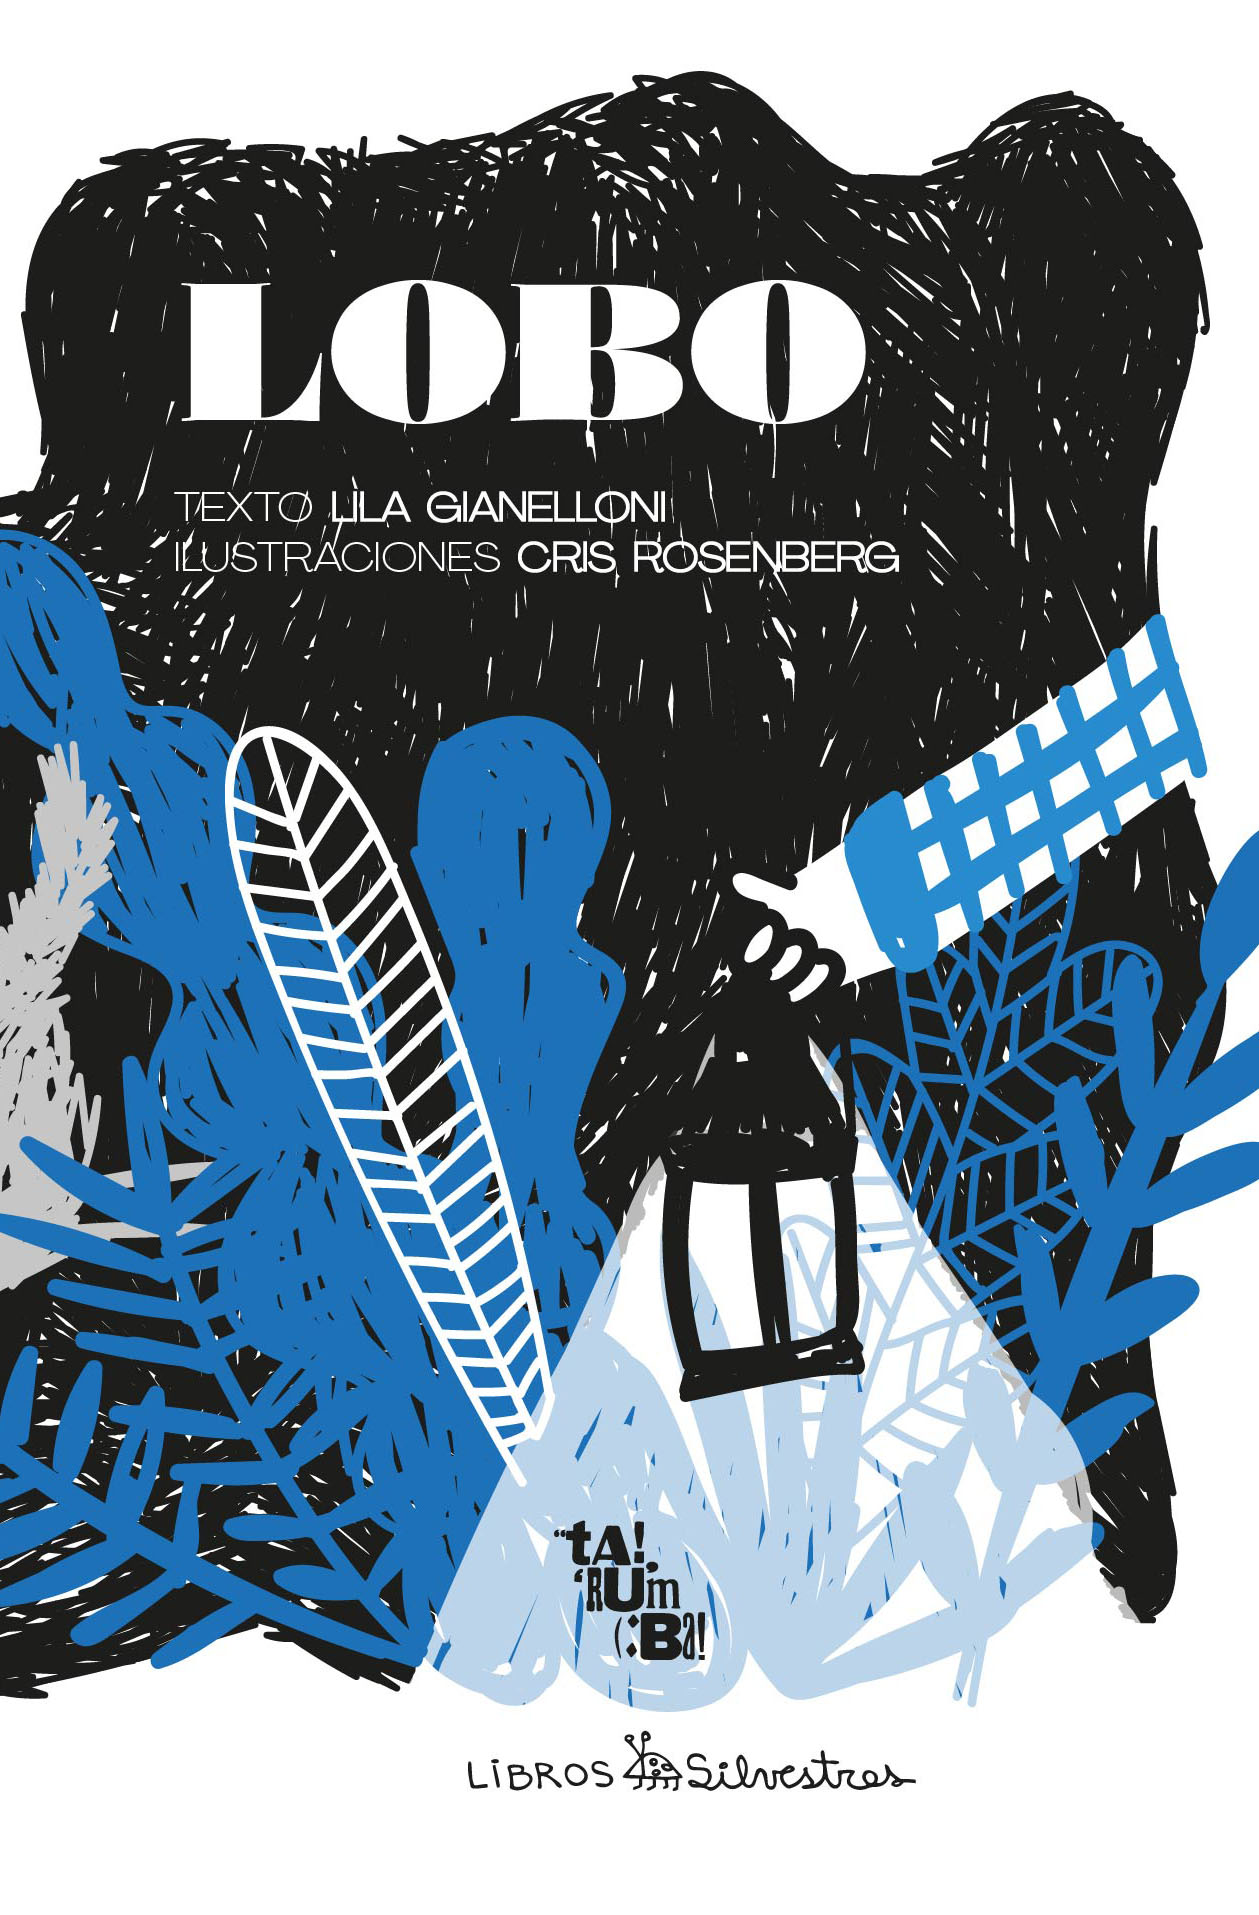 LOBO
TEXTO LILA GIANELLONI
ILUSTRACIONES CRIS ROSENBERG
“tA!,
‘RUm
(:Ba!
LiBROS Silvestres